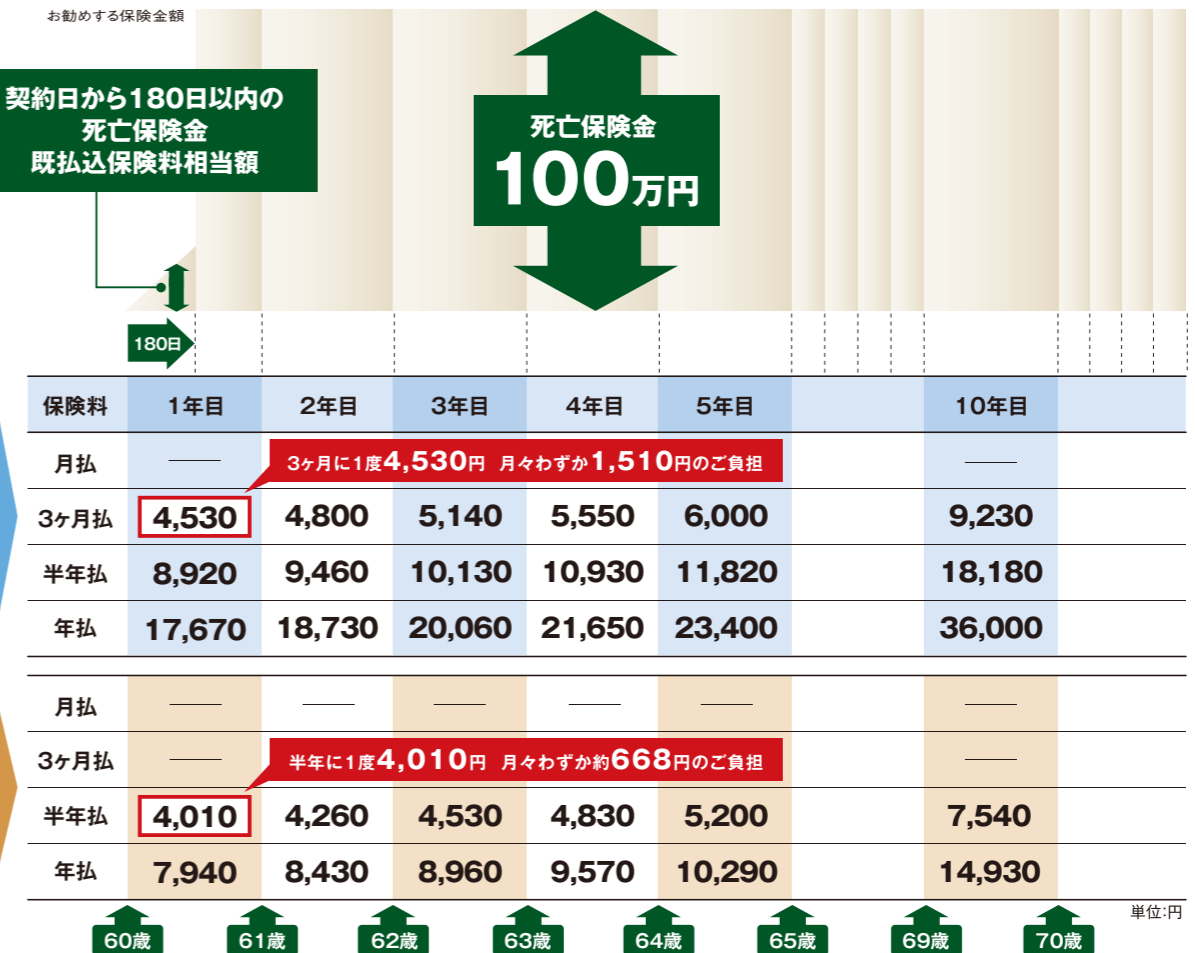 お勧めする保険金額
契約日から180日以内の
死亡保険金
既払込保険料相当額
死亡保険金
100万円
180日
保険料 1年目 2年目 3年目 4年目 5年目 10年目
月払 —— ——
3ヶ月に1度4,530円 月々わずか1,510円のご負担
3ヶ月払 4,530 4,800 5,140 5,550 6,000 9,230
半年払 8,920 9,460 10,130 10,930 11,820 18,180
年払 17,670 18,730 20,060 21,650 23,400 36,000
月払 —— —— —— —— —— ——
3ヶ月払 —— ——
半年に1度4,010円 月々わずか約668円のご負担
半年払 4,010 4,260 4,530 4,830 5,200 7,540
年払 7,940 8,430 8,960 9,570 10,290 14,930
単位:円
60歳 61歳 62歳 63歳 64歳 65歳 69歳 70歳